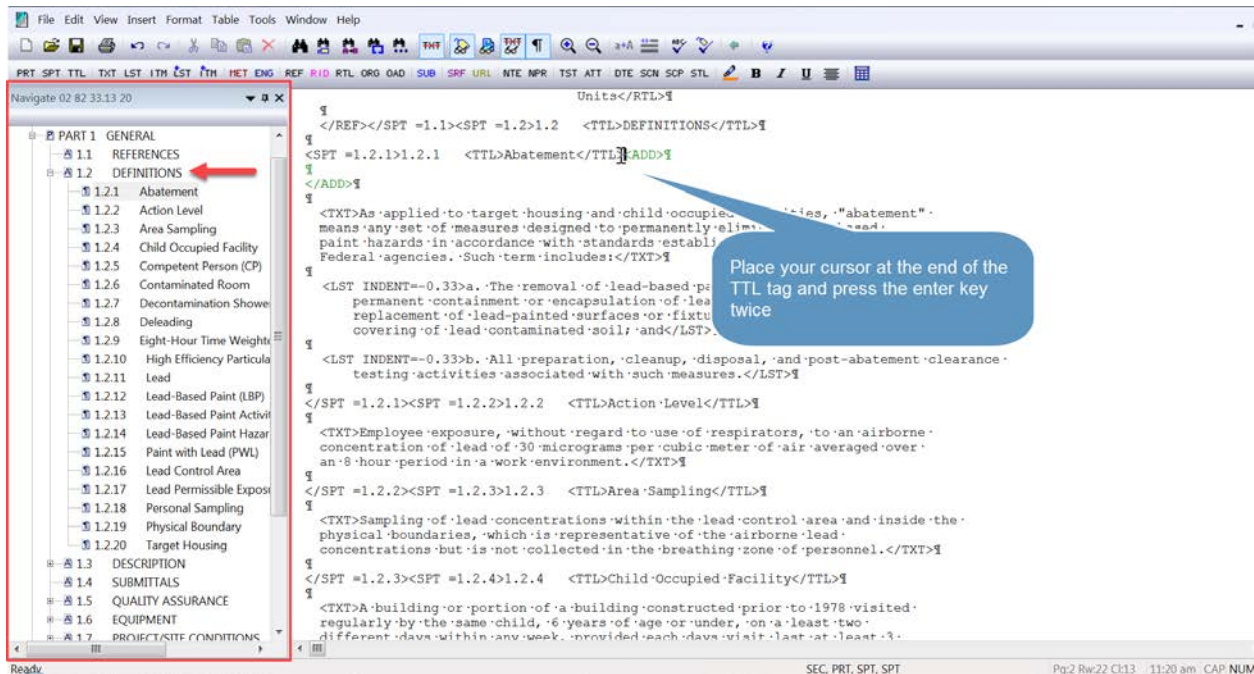 File Edit View Insert Format Table Tools Window Help
PRT SPT TTL TXT LST ITM LST ITM MET ENG REF RID RTL ORG OAD SUB SRF URL NTE NPR TST ATT DTE SCN SCP STL B I U
Navigate 02 82 33.13 20
PART 1 GENERAL
1.1 REFERENCES
1.2 DEFINITIONS
1.2.1 Abatement
1.2.2 Action Level
1.2.3 Area Sampling
1.2.4 Child Occupied Facility
1.2.5 Competent Person (CP)
1.2.6 Contaminated Room
1.2.7 Decontamination Showe
1.2.8 Deleading
1.2.9 Eight-Hour Time Weighte
1.2.10 High Efficiency Particula
1.2.11 Lead
1.2.12 Lead-Based Paint (LBP)
1.2.13 Lead-Based Paint Activit
1.2.14 Lead-Based Paint Hazar
1.2.15 Paint with Lead (PWL)
1.2.16 Lead Control Area
1.2.17 Lead Permissible Exposu
1.2.18 Personal Sampling
1.2.19 Physical Boundary
1.2.20 Target Housing
1.3 DESCRIPTION
1.4 SUBMITTALS
1.5 QUALITY ASSURANCE
1.6 EQUIPMENT
1.7 PROJECT/SITE CONDITIONS
Units</RTL>¶
¶
</REF></SPT =1.1><SPT =1.2>1.2 <TTL>DEFINITIONS</TTL>¶
¶
<SPT =1.2.1>1.2.1 <TTL>Abatement</TTL><ADD>¶
¶
</ADD>¶
¶
<TXT>As·applied·to·target·housing·and·child·occupied· ties,·"abatement"·
means·any·set·of·measures·designed·to·permanently·elim
paint·hazards·in·accordance·with·standards·establi
Federal·agencies.·Such·term·includes:</TXT>¶
¶
<LST INDENT=-0.33>a.·The·removal·of·lead-based·pa
permanent·containment·or·encapsulation·of·lea
replacement·of·lead-painted·surfaces·or·fixtu
covering·of·lead·contaminated·soil;·and</LST>
¶
<LST INDENT=-0.33>b.·All·preparation,·cleanup,·disposal,·and·post-abatement·clearance·
testing·activities·associated·with·such·measures.</LST>¶
¶
</SPT =1.2.1><SPT =1.2.2>1.2.2 <TTL>Action·Level</TTL>¶
¶
<TXT>Employee·exposure,·without·regard·to·use·of·respirators,·to·an·airborne·
concentration·of·lead·of·30·micrograms·per·cubic·meter·of·air·averaged·over·
an·8·hour·period·in·a·work·environment.</TXT>¶
¶
</SPT =1.2.2><SPT =1.2.3>1.2.3 <TTL>Area·Sampling</TTL>¶
¶
<TXT>Sampling·of·lead·concentrations·within·the·lead·control·area·and·inside·the·
physical·boundaries,·which·is·representative·of·the·airborne·lead·
concentrations·but·is·not·collected·in·the·breathing·zone·of·personnel.</TXT>¶
¶
</SPT =1.2.3><SPT =1.2.4>1.2.4 <TTL>Child·Occupied·Facility</TTL>¶
¶
<TXT>A·building·or·portion·of·a·building·constructed·prior·to·1978·visited·
regularly·by·the·same·child,·6·years·of·age·or·under,·on·a·least·two·
different·days·within·any·week,·provided·each·days·visit·last·at·least·3·
Place your cursor at the end of the
TTL tag and press the enter key
twice
Ready
SEC, PRT, SPT, SPT
Pg:2 Rw:22 Cl:13 11:20 am CAP NUM